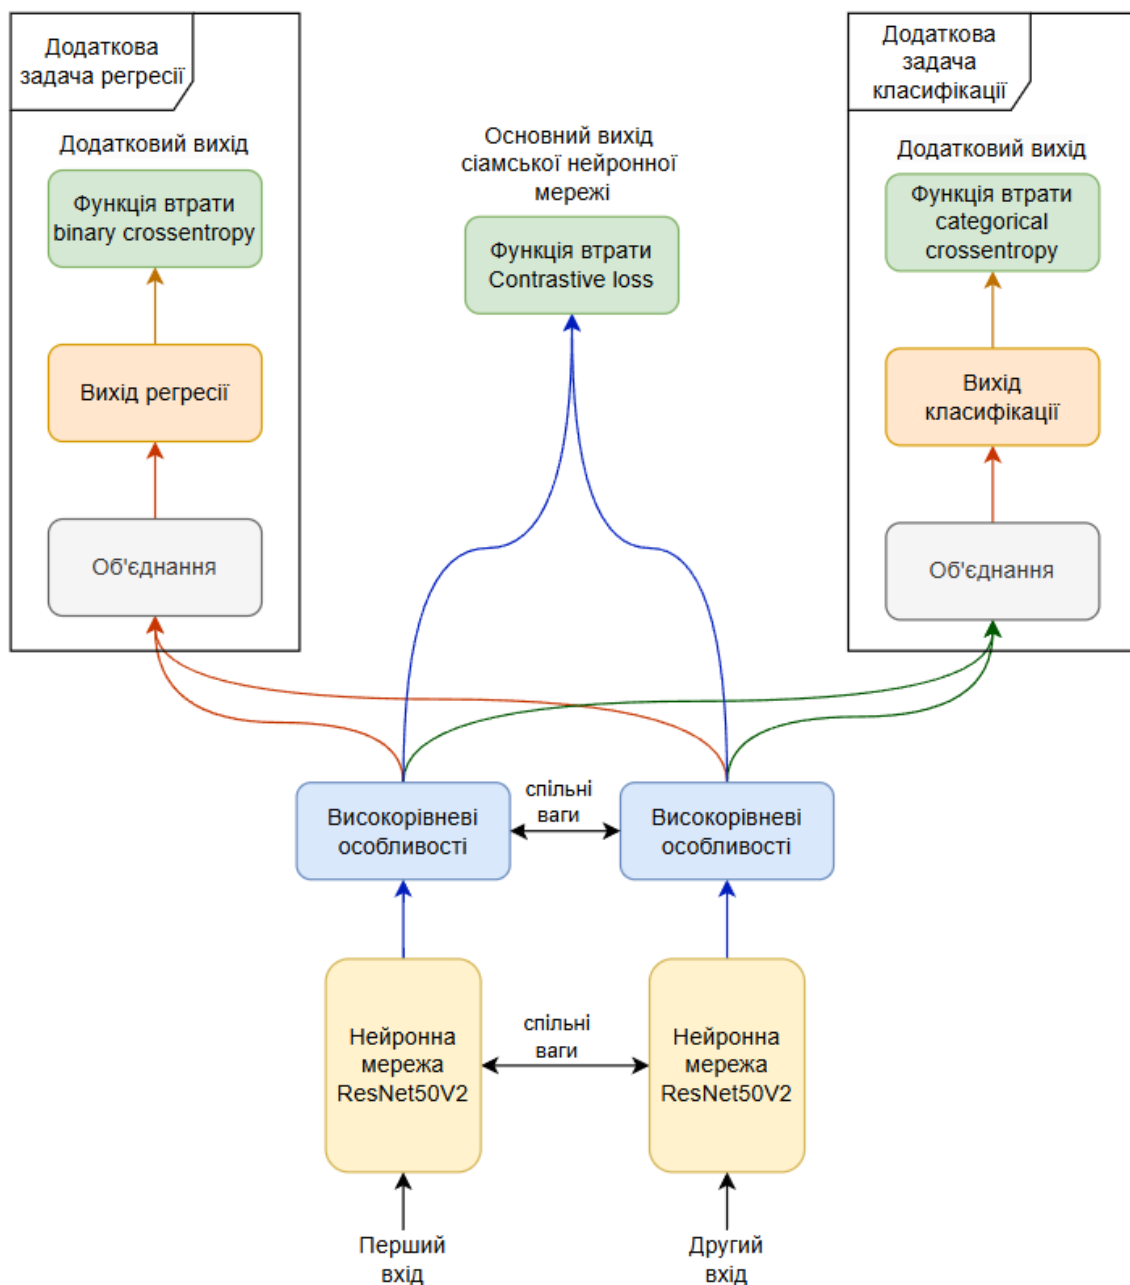 Додаткова
задача регресії
Додатковий вихід
Функція втрати
binary crossentropy
Вихід регресії
Об'єднання
Основний вихід
сіамської нейронної
мережі
Функція втрати
Contrastive loss
Додаткова
задача
класифікації
Додатковий вихід
Функція втрати
categorical
crossentropy
Вихід
класифікації
Об'єднання
Високорівневі
особливості
спільні
ваги
Високорівневі
особливості
Нейронна
мережа
ResNet50V2
спільні
ваги
Нейронна
мережа
ResNet50V2
Перший
вхід
Другий
вхід